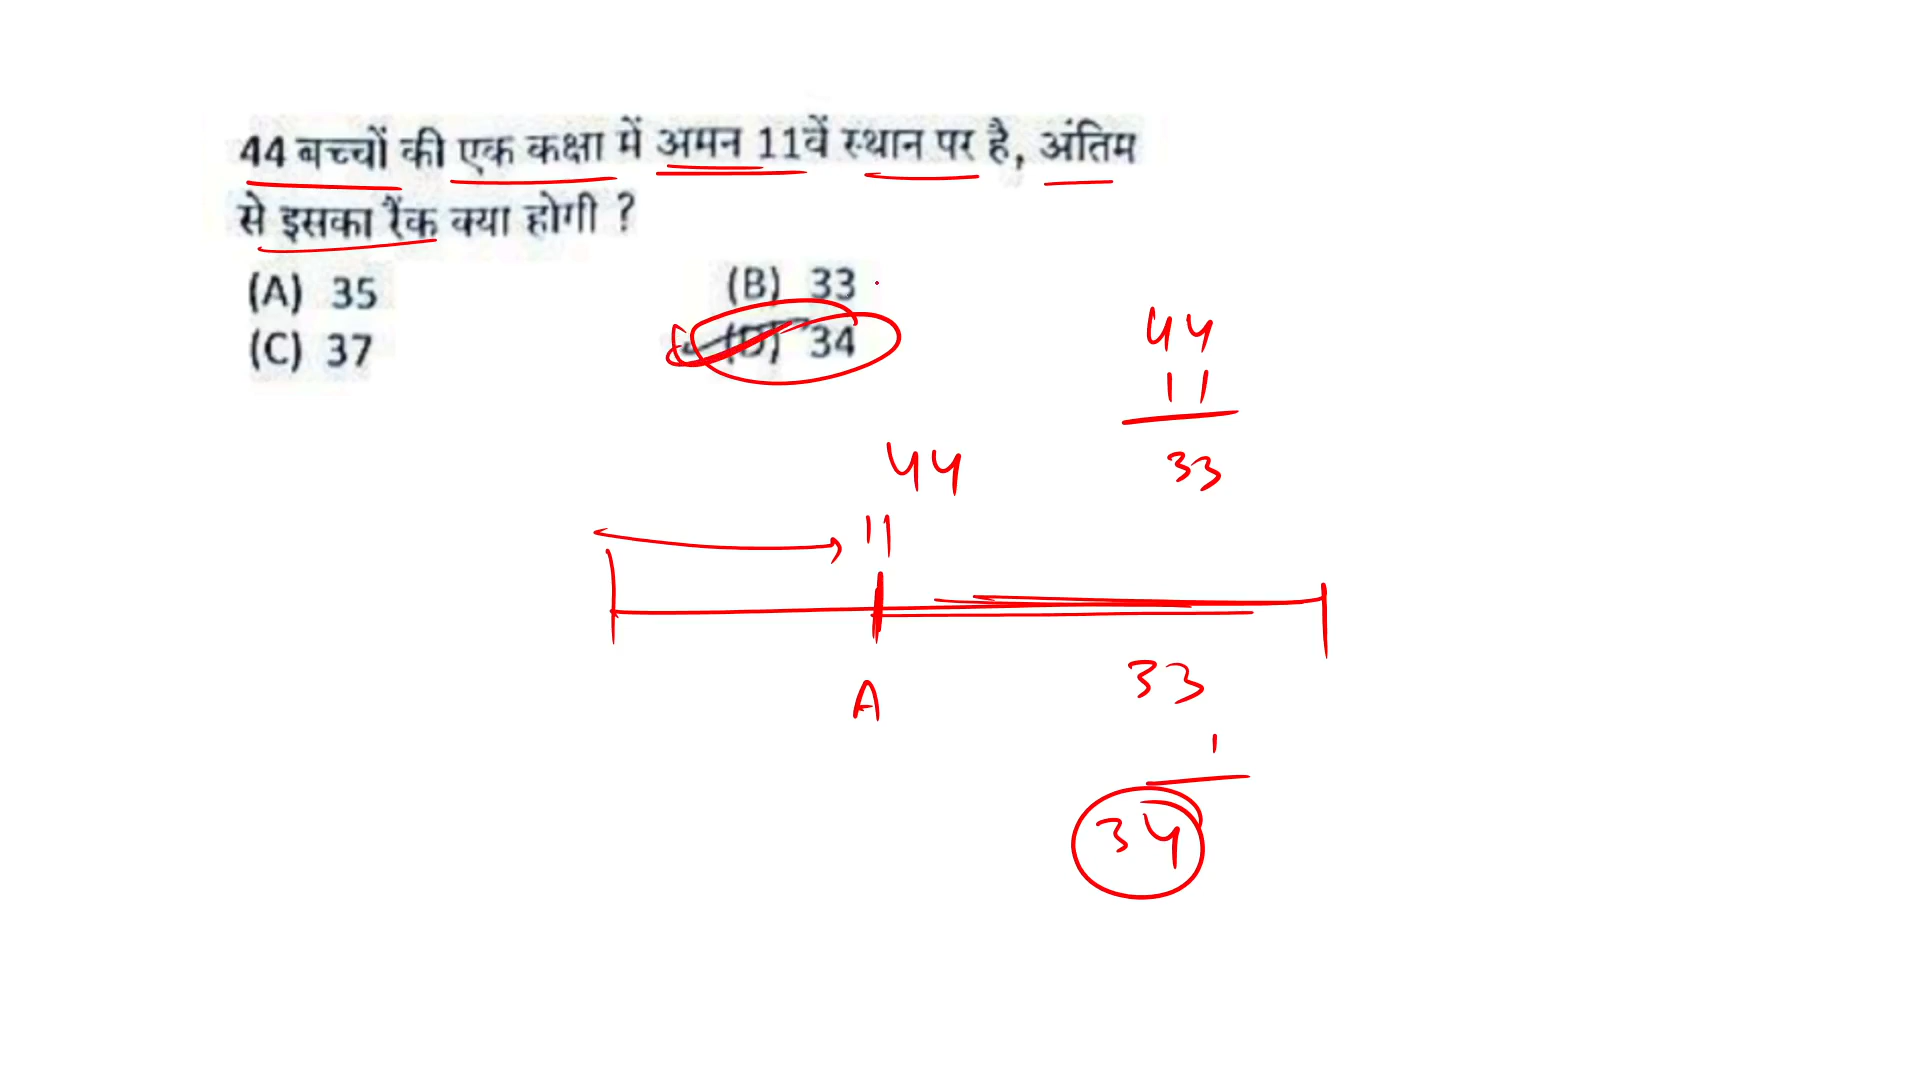 44 बच्चों की एक कक्षा में अमन 11वें स्थान पर है, अंतिम
से इसका रैंक क्या होगी ?
(A) 35 (B) 33
(C) 37 (D) 34
44
11
33
44
11
A
33
1
34